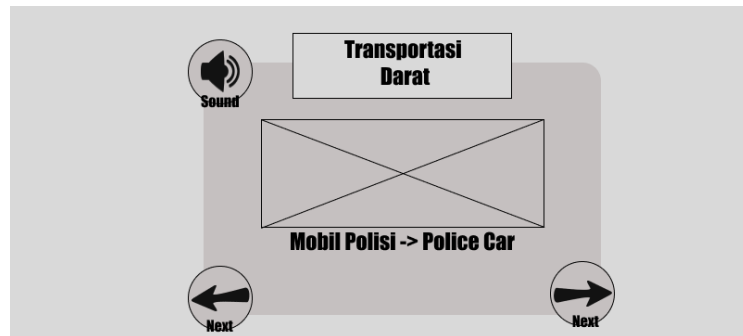 Transportasi
Darat
Sound
Mobil Polisi -> Police Car
Next
Next